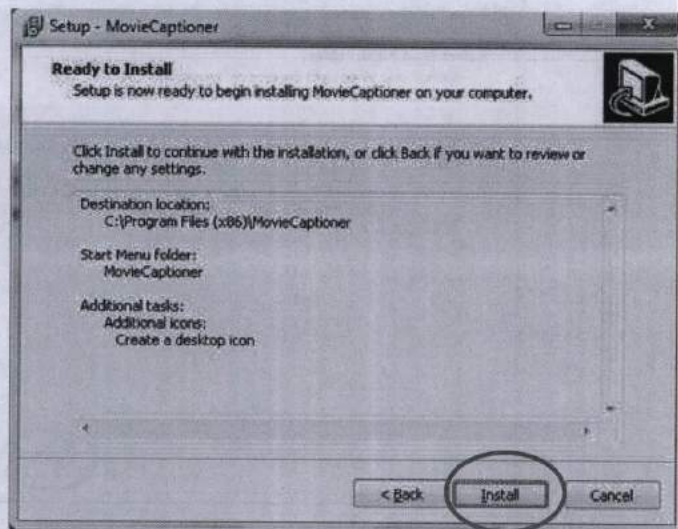 Setup - MovieCaptioner
Ready to Install
Setup is now ready to begin installing MovieCaptioner on your computer.
Click Install to continue with the installation, or click Back if you want to review or
change any settings.
Destination location:
C:\Program Files (x86)\MovieCaptioner
Start Menu folder:
MovieCaptioner
Additional tasks:
Additional icons:
Create a desktop icon
< Back Install Cancel